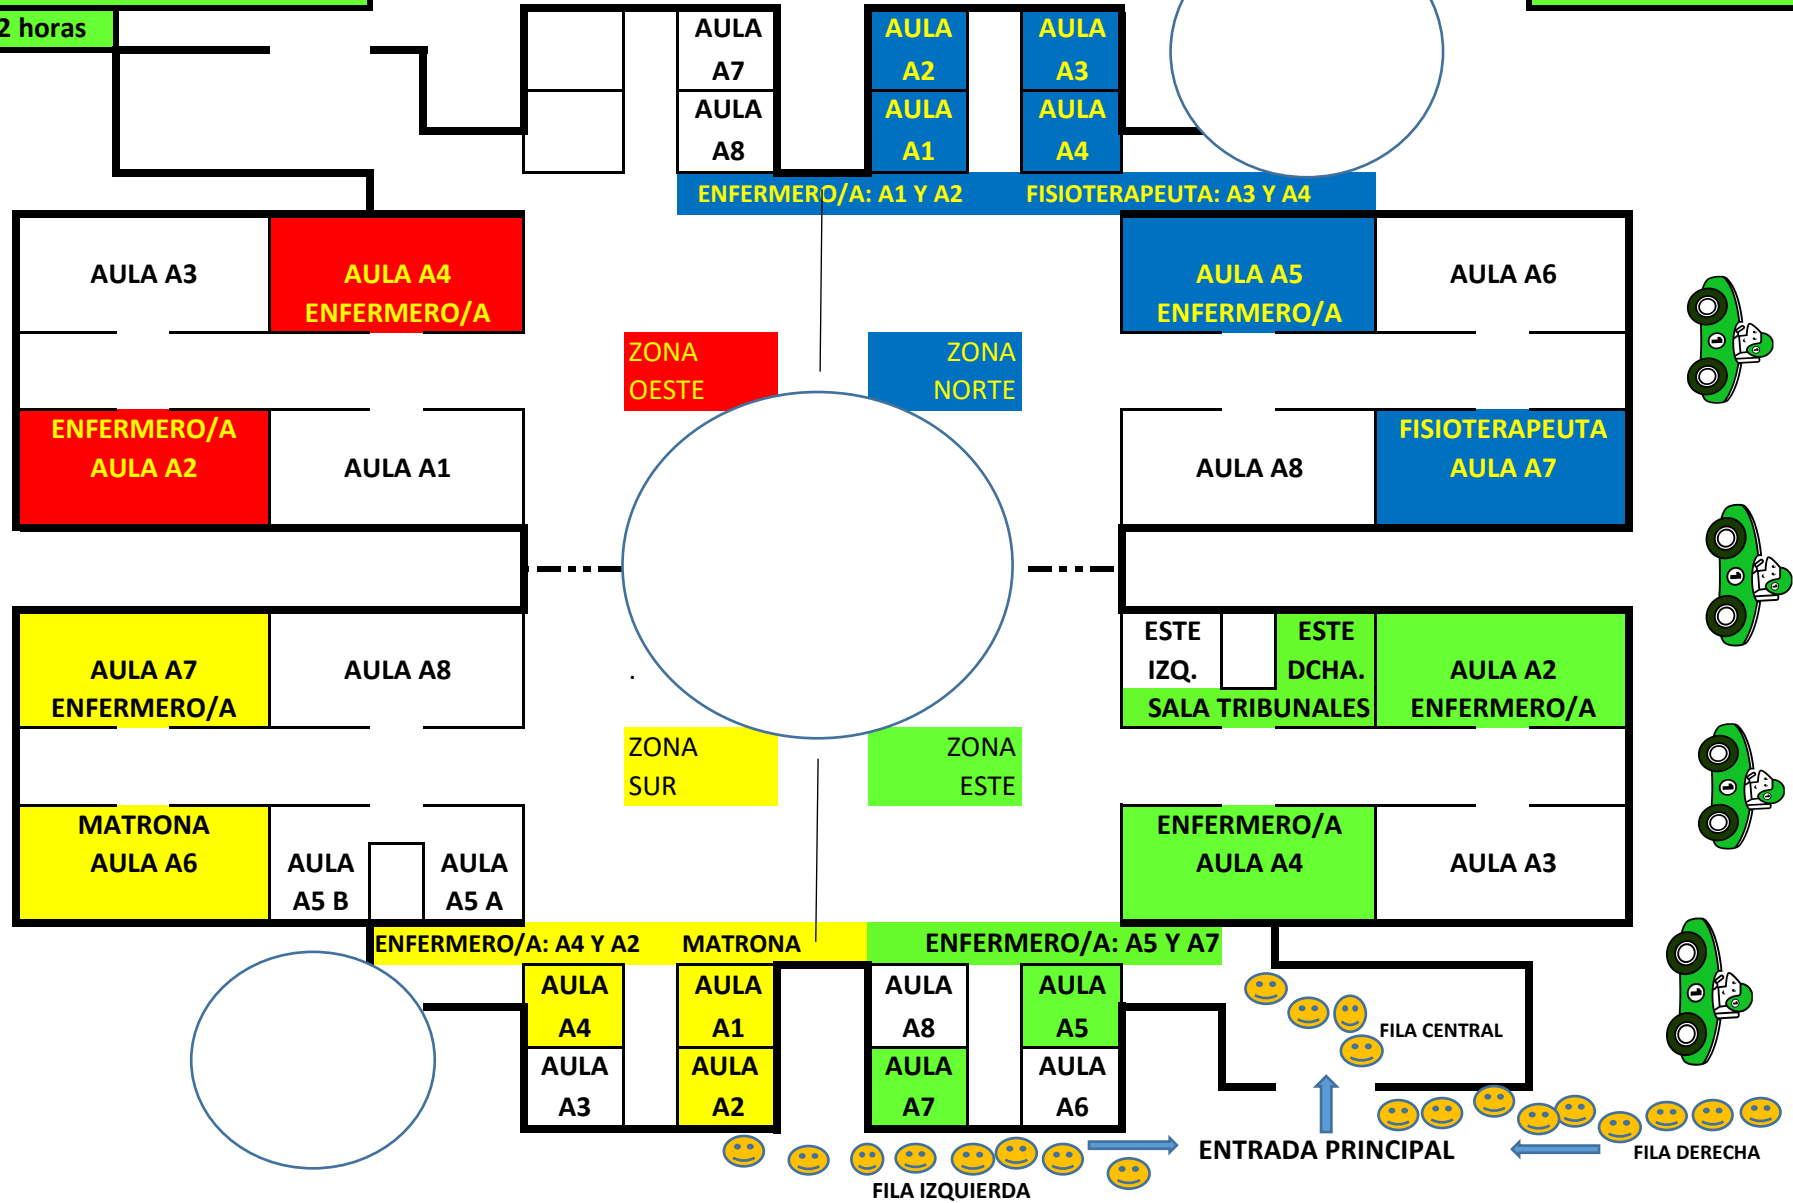 2 horas
AULA
A7
AULA
A8
AULA
A2
AULA
A1
AULA
A3
AULA
A4
ENFERMERO/A: A1 Y A2
FISIOTERAPEUTA: A3 Y A4
AULA A3
AULA A4
ENFERMERO/A
AULA A5
ENFERMERO/A
AULA A6
ZONA
OESTE
ZONA
NORTE
ENFERMERO/A
AULA A2
AULA A1
AULA A8
FISIOTERAPEUTA
AULA A7
AULA A7
ENFERMERO/A
AULA A8
.
ESTE
IZQ.
ESTE
DCHA.
SALA TRIBUNALES
AULA A2
ENFERMERO/A
ZONA
SUR
ZONA
ESTE
MATRONA
AULA A6
AULA
A5 B
AULA
A5 A
ENFERMERO/A
AULA A4
AULA A3
ENFERMERO/A: A4 Y A2
MATRONA
ENFERMERO/A: A5 Y A7
AULA
A4
AULA
A1
AULA
A8
AULA
A5
AULA
A3
AULA
A2
AULA
A7
AULA
A6
FILA CENTRAL
ENTRADA PRINCIPAL
FILA DERECHA
FILA IZQUIERDA
1
1
1
1